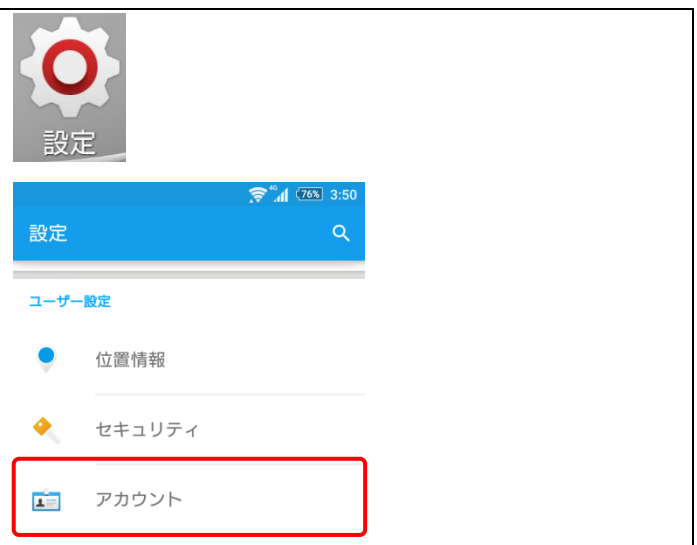 設定
4G 76% 3:50
設定
ユーザー設定
位置情報
セキュリティ
アカウント